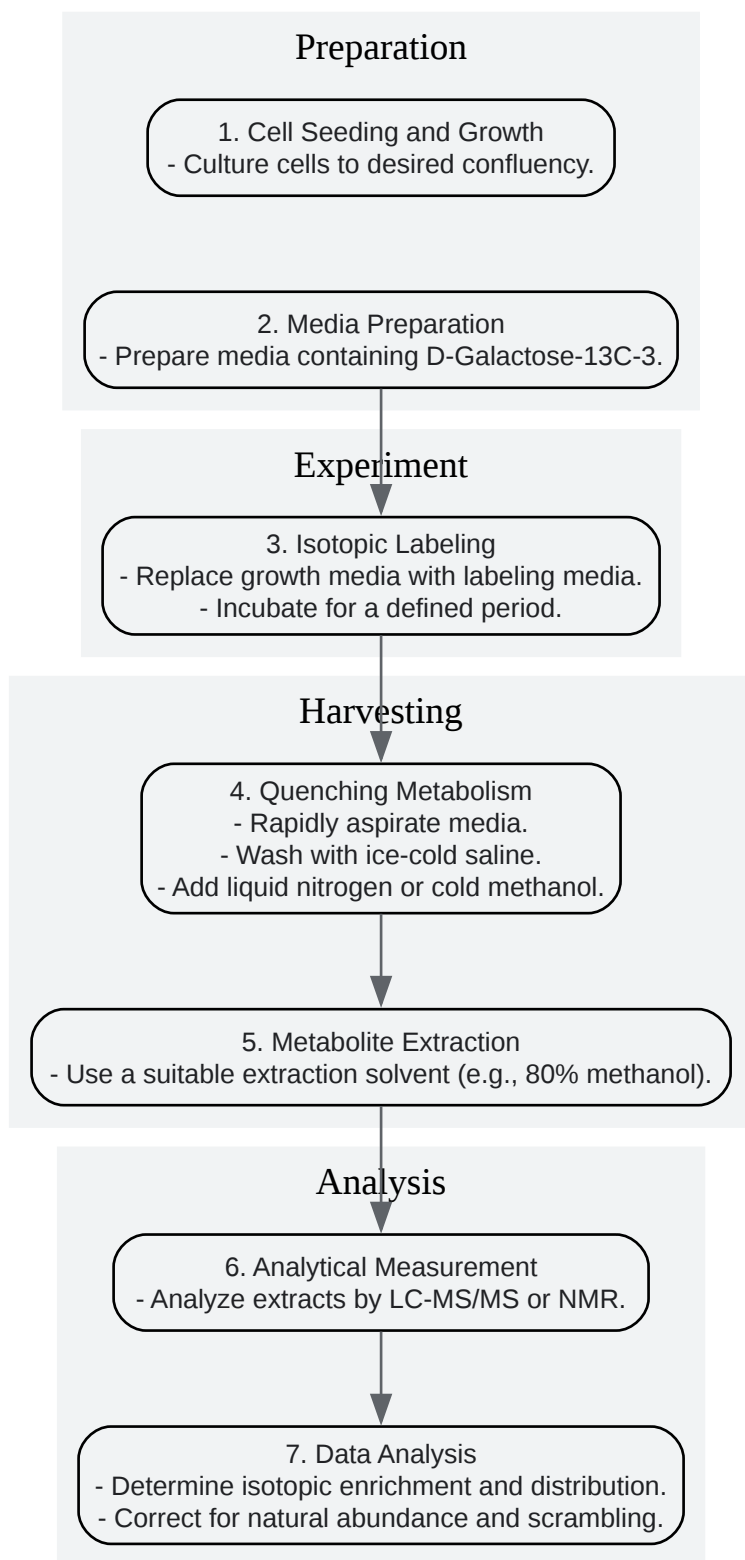 Preparation
1. Cell Seeding and Growth
- Culture cells to desired confluency.
2. Media Preparation
- Prepare media containing D-Galactose-13C-3.
Experiment
3. Isotopic Labeling
- Replace growth media with labeling media.
- Incubate for a defined period.
Harvesting
4. Quenching Metabolism
- Rapidly aspirate media.
- Wash with ice-cold saline.
- Add liquid nitrogen or cold methanol.
5. Metabolite Extraction
- Use a suitable extraction solvent (e.g., 80% methanol).
Analysis
6. Analytical Measurement
- Analyze extracts by LC-MS/MS or NMR.
7. Data Analysis
- Determine isotopic enrichment and distribution.
- Correct for natural abundance and scrambling.